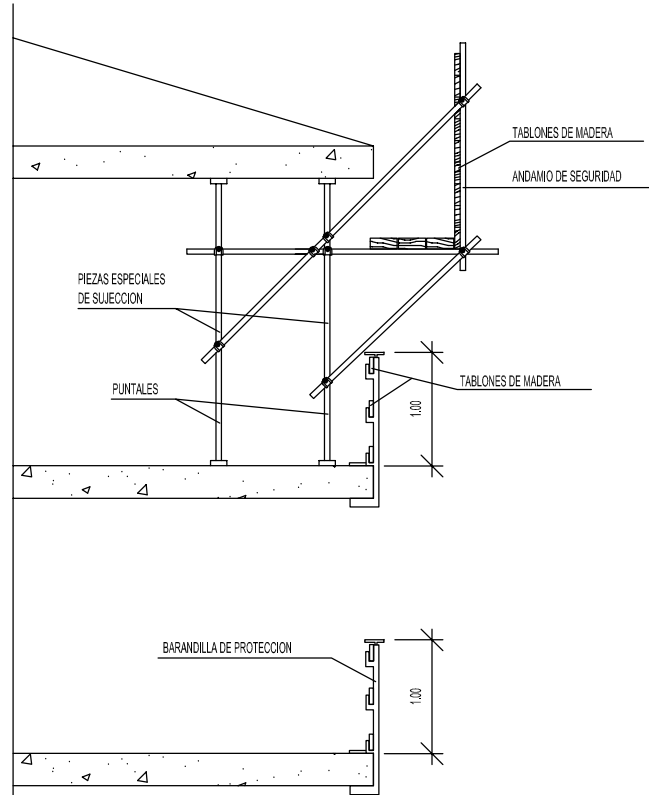 TABLONES DE MADERA
ANDAMIO DE SEGURIDAD
PIEZAS ESPECIALES
DE SUJECCION
PUNTALES
TABLONES DE MADERA
1.00
BARANDILLA DE PROTECCION
1.00